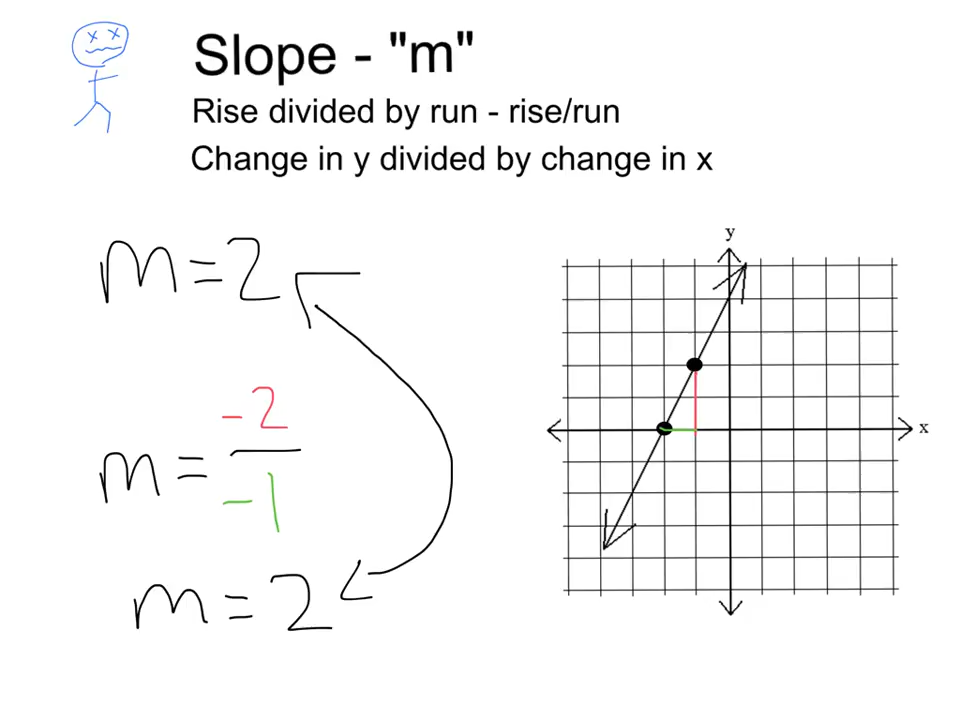 Slope - "m"
Rise divided by run - rise/run
Change in y divided by change in x
m=2
m = -2
-1
m = 2
y
x